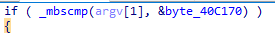 if ( _mbscmp(argv[1], &byte_40C170) )
{